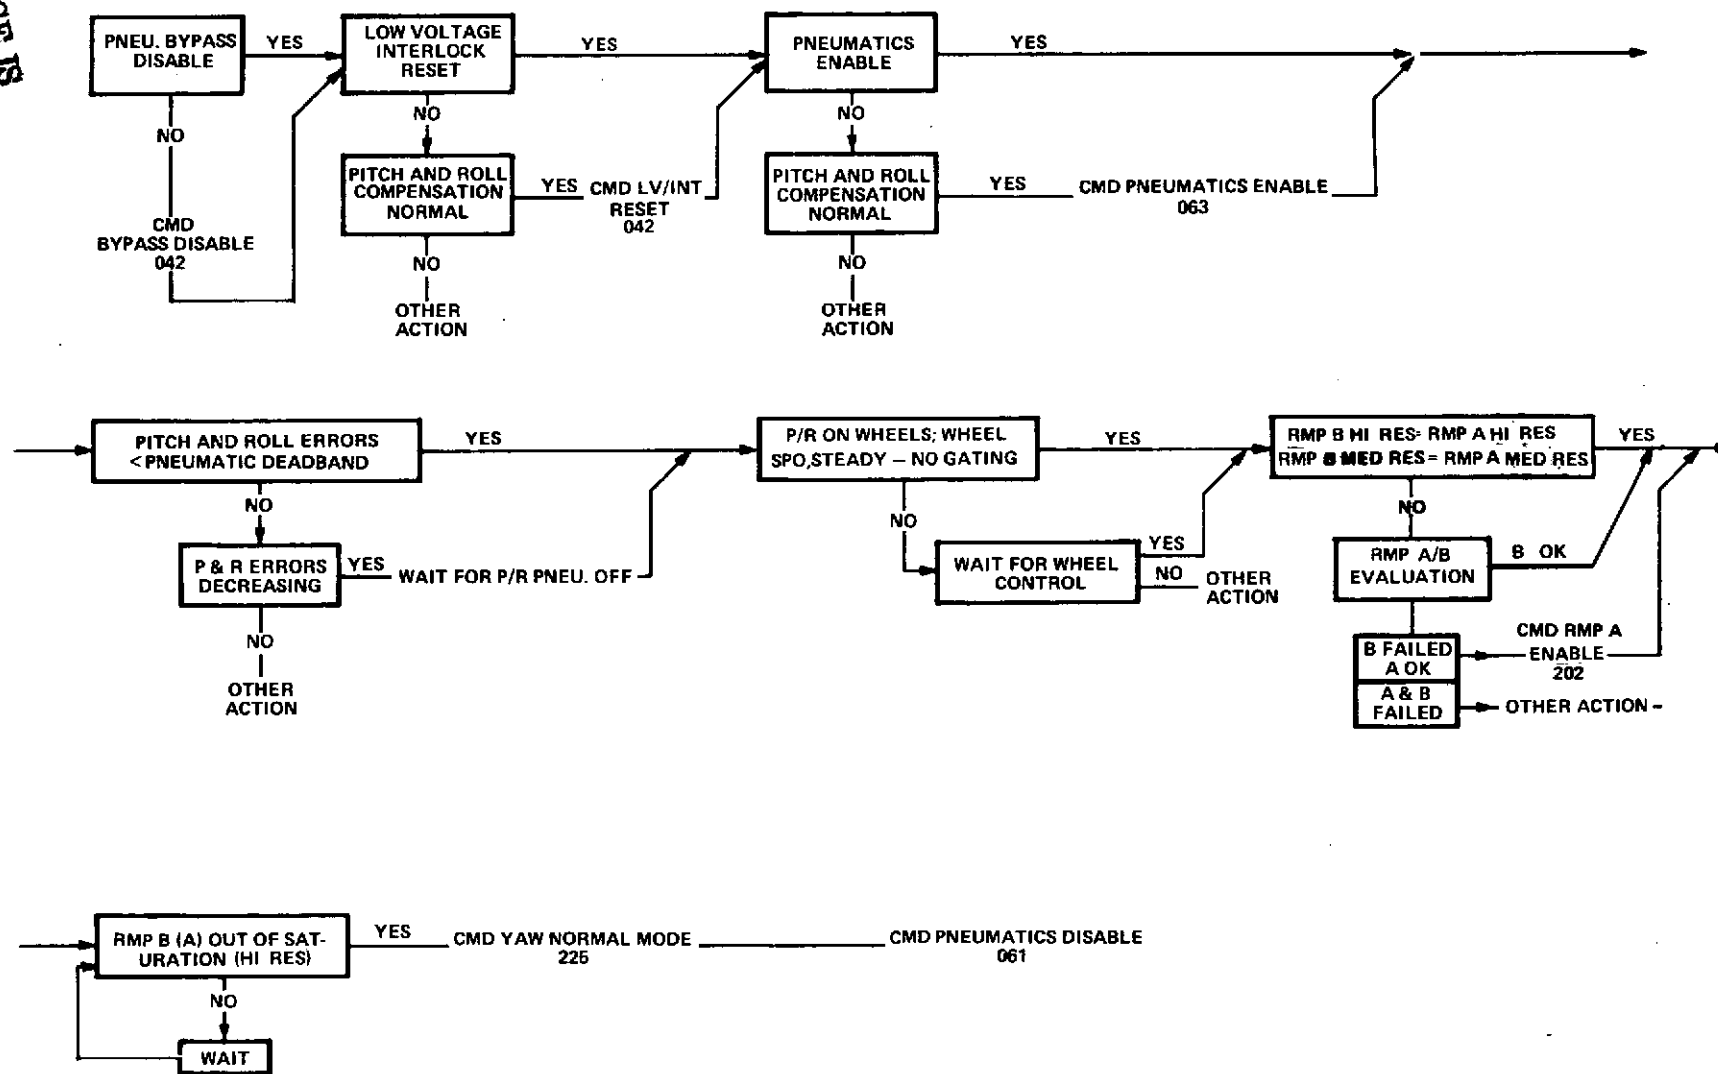 PNEU. BYPASS
DISABLE
YES
LOW VOLTAGE
INTERLOCK
RESET
YES
PNEUMATICS
ENABLE
YES
NO
CMD
BYPASS DISABLE
042
NO
PITCH AND ROLL
COMPENSATION
NORMAL
YES
CMD LV/INT
RESET
042
NO
OTHER
ACTION
NO
PITCH AND ROLL
COMPENSATION
NORMAL
YES
CMD PNEUMATICS ENABLE
063
NO
OTHER
ACTION
PITCH AND ROLL ERRORS
<PNEUMATIC DEADBAND
YES
NO
P & R ERRORS
DECREASING
YES
WAIT FOR P/R PNEU. OFF
NO
OTHER
ACTION
P/R ON WHEELS; WHEEL
SPO,STEADY – NO GATING
YES
NO
WAIT FOR WHEEL
CONTROL
YES
NO
OTHER
ACTION
RMP B HI RES= RMP A HI RES
RMP B MED RES = RMP A MED RES
YES
NO
RMP A/B
EVALUATION
B OK
B FAILED
A OK
CMD RMP A
ENABLE
202
A & B
FAILED
OTHER ACTION –
RMP B (A) OUT OF SAT-
URATION (HI RES)
YES
CMD YAW NORMAL MODE
225
CMD PNEUMATICS DISABLE
061
NO
WAIT